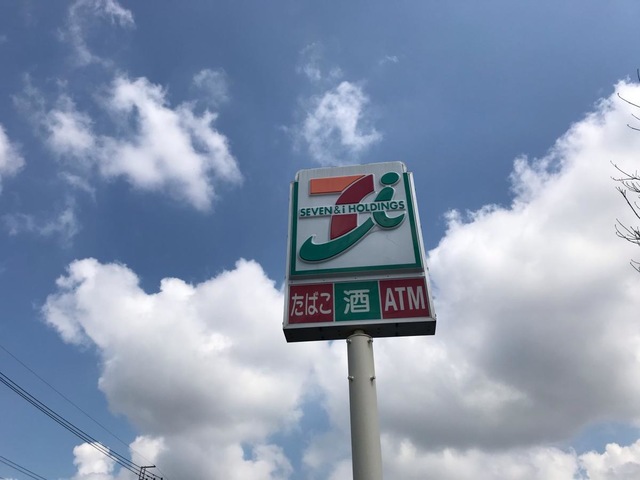 SEVEN & i HOLDINGS
たばこ 酒 ATM